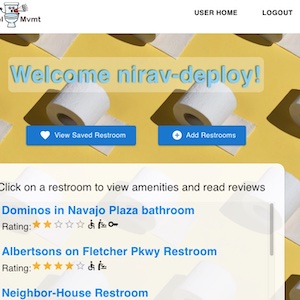 Mvmt
USER HOME
LOGOUT
Welcome nirav-deploy!
View Saved Restroom
Add Restrooms
Click on a restroom to view amenities and read reviews
Dominos in Navajo Plaza bathroom
Rating:
Albertsons on Fletcher Pkwy Restroom
Rating:
Neighbor-House Restroom